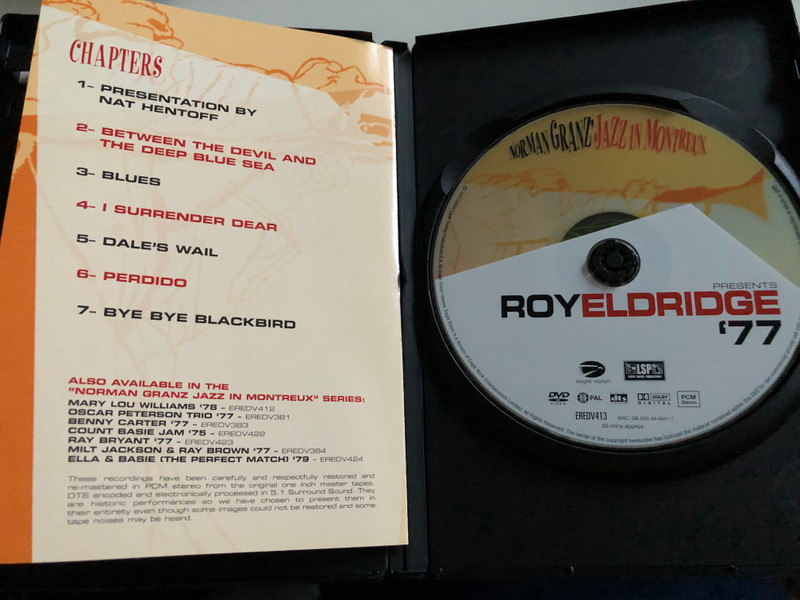 CHAPTERS
1- PRESENTATION BY
NAT HENTOFF
2- BETWEEN THE DEVIL AND
THE DEEP BLUE SEA
3- BLUES
4- I SURRENDER DEAR
5- DALE'S WAIL
6- PERDIDO
7- BYE BYE BLACKBIRD
ALSO AVAILABLE IN THE
"NORMAN GRANZ JAZZ IN MONTREUX" SERIES:
MARY LOU WILLIAMS '78 - EREDV412
OSCAR PETERSON TRIO '77 - EREDV381
BENNY CARTER '77 - EREDV383
COUNT BASIE JAM '75 - EREDV422
RAY BRYANT '77 - EREDV423
MILT JACKSON & RAY BROWN '77 - EREDV384
ELLA & BASIE (THE PERFECT MATCH) '79 - EREDV424
These recordings have been carefully and respectfully restored and
re-mastered in PCM stereo from the original one inch master tapes,
DTS encoded and electronically processed in 5.1 Surround Sound. They
are historic performances so we have chosen to present them in
their entirety even though some images could not be restored and some
tape noises may be heard.
NORMAN GRANZ' JAZZ IN MONTREUX
PRESENTS
ROYELDRIDGE
'77
eagle vision
LSP
DVD
VIDEO
PAL
dts
DOLBY
DIGITAL
PCM
Stereo
EREDV413
60 mins approx.